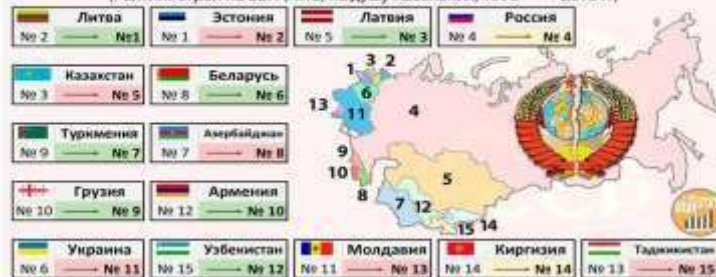 Литва Эстония Латвия Россия
№ 2 → №1 № 1 → № 2 № 5 → № 3 № 4 → № 4
Казахстан Беларусь
№ 3 → № 5 № 8 → № 6
Туркмения Азербайджан
№ 9 → № 7 № 7 → № 8
Грузия Армения
№ 10 → № 9 № 12 → № 10
Украина Узбекистан Молдавия Киргизия Таджикистан
№ 6 → № 11 № 15 → № 12 № 11 → № 13 № 14 → № 14 № 13 → № 15
1 3 2
6
13 11 4
9
10
8
5
7 12
15 14